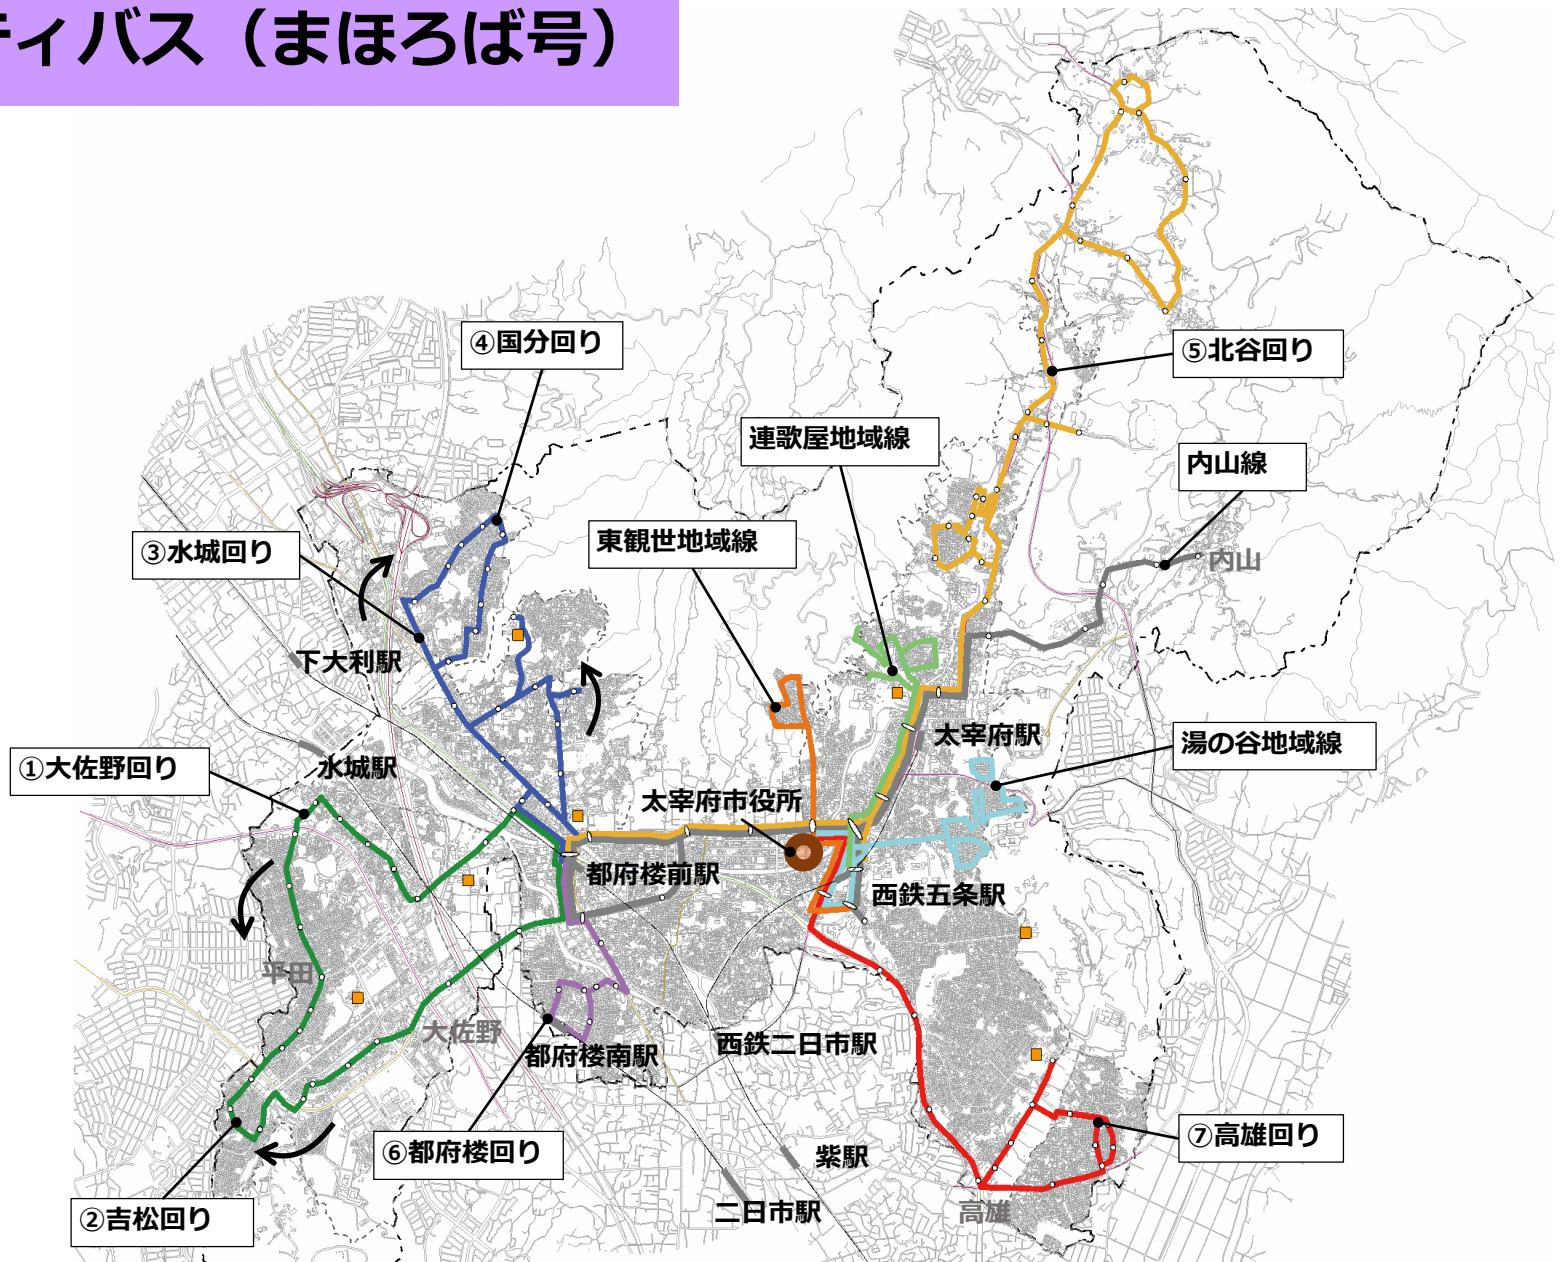 ティバス（まほろば号）
④国分回り
⑤北谷回り
連歌屋地域線
内山線
東観世地域線
③水城回り
内山
下大利駅
太宰府駅
湯の谷地域線
①大佐野回り
水城駅
太宰府市役所
都府楼前駅
西鉄五条駅
平田
大佐野
都府楼南駅
西鉄二日市駅
⑦高雄回り
⑥都府楼回り
紫駅
②吉松回り
二日市駅
高雄